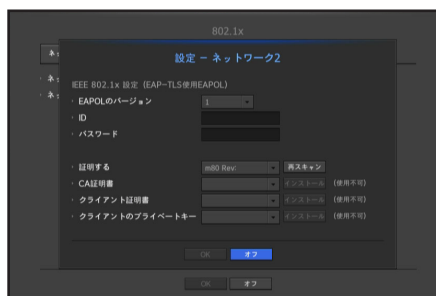 802.1x
ネッ
設定 − ネットワーク2
IEEE 802.1x 設定 (EAP−TLS使用EAPOL)
・ネッ
・ EAPOLのバージョン 1
・ネッ
・ ID
・ パスワード
・ 証明する m80 Rev: 再スキャン
・ CA証明書 インストール (使用不可)
・ クライアント証明書 インストール (使用不可)
・ クライアントのプライベートキー インストール (使用不可)
OK オフ
OK オフ